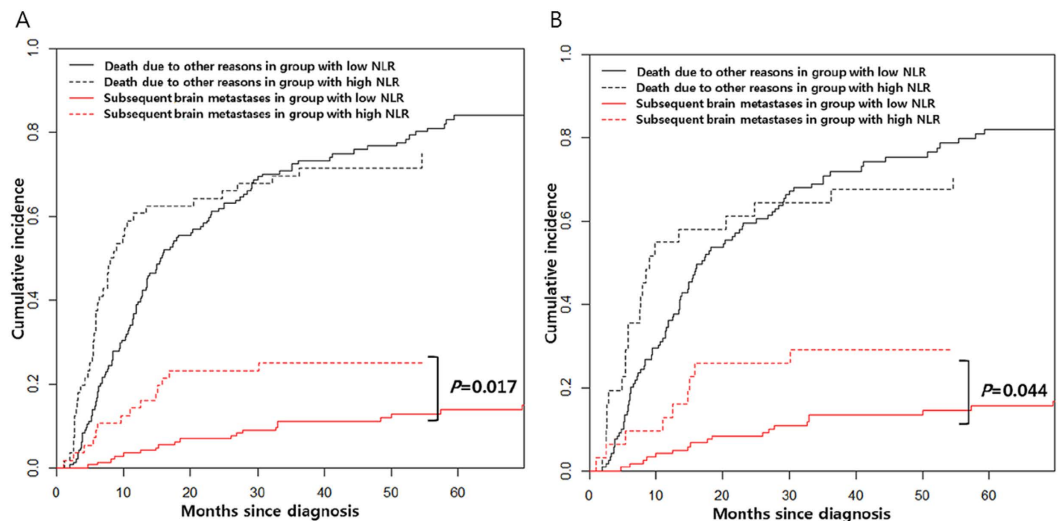 A
Death due to other reasons in group with low NLR
Death due to other reasons in group with high NLR
Subsequent brain metastases in group with low NLR
Subsequent brain metastases in group with high NLR
Cumulative incidence
1.0
0.8
0.6
0.4
0.2
0.0
P=0.017
0 10 20 30 40 50 60
Months since diagnosis
B
Death due to other reasons in group with low NLR
Death due to other reasons in group with high NLR
Subsequent brain metastases in group with low NLR
Subsequent brain metastases in group with high NLR
Cumulative incidence
1.0
0.8
0.6
0.4
0.2
0.0
P=0.044
0 10 20 30 40 50 60
Months since diagnosis